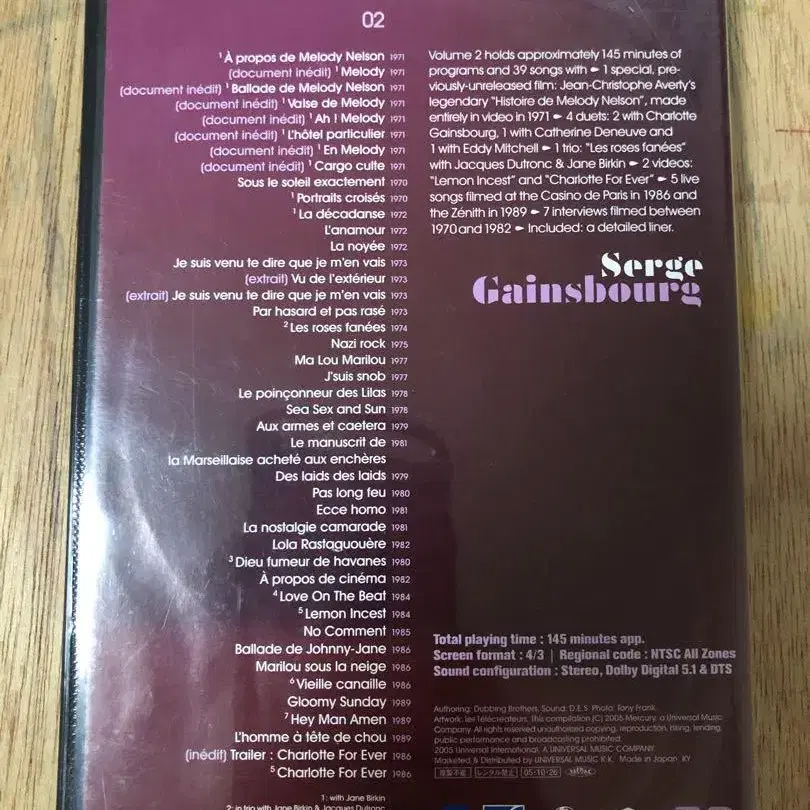 02
¹ À propos de Melody Nelson 1971
(document inédit) ¹ Melody 1971
(document inédit) ¹ Ballade de Melody Nelson 1971
(document inédit) ¹ Valse de Melody 1971
(document inédit) ¹ Ah ! Melody 1971
(document inédit) ¹ L'hôtel particulier 1971
(document inédit) ¹ En Melody 1971
(document inédit) ¹ Cargo culte 1971
Sous le soleil exactement 1970
¹ Portraits croisés 1970
¹ La décadanse 1972
L'anamour 1972
La noyée 1972
Je suis venu te dire que je m'en vais 1973
(extrait) Vu de l'extérieur 1973
(extrait) Je suis venu te dire que je m'en vais 1973
Par hasard et pas rasé 1973
² Les roses fanées 1974
Nazi rock 1975
Ma Lou Marilou 1977
J'suis snob 1977
Le poinçonneur des Lilas 1978
Sea Sex and Sun 1978
Aux armes et caetera 1979
Le manuscrit de 1981
la Marseillaise acheté aux enchères
Des laids des laids 1979
Pas long feu 1980
Ecce homo 1981
La nostalgie camarade 1981
Lola Rastaquouère 1982
³ Dieu fumeur de havanes 1980
À propos de cinéma 1982
⁴ Love On The Beat 1984
⁵ Lemon Incest 1984
No Comment 1985
Ballade de Johnny-Jane 1986
Marilou sous la neige 1986
⁶ Vieille canaille 1986
Gloomy Sunday 1989
⁷ Hey Man Amen 1989
L'homme à tête de chou 1989
(inédit) Trailer : Charlotte For Ever 1986
⁵ Charlotte For Ever 1986
1: with Jane Birkin
2: in trio with Jane Birkin & Jacques Dutronc
Volume 2 holds approximately 145 minutes of
programs and 39 songs with ✒ 1 special, pre-
viously-unreleased film: Jean-Christophe Averty's
legendary "Histoire de Melody Nelson", made
entirely in video in 1971 ✒ 4 duets: 2 with Charlotte
Gainsbourg, 1 with Catherine Deneuve and
1 with Eddy Mitchell ✒ 1 trio: "Les roses fanées"
with Jacques Dutronc & Jane Birkin ✒ 2 videos:
"Lemon Incest" and "Charlotte For Ever" ✒ 5 live
songs filmed at the Casino de Paris in 1986 and
the Zénith in 1989 ✒ 7 interviews filmed between
1970 and 1982 ✒ Included: a detailed liner.
Serge
Gainsbourg
Total playing time : 145 minutes app.
Screen format : 4/3 | Regional code : NTSC All Zones
Sound configuration : Stereo, Dolby Digital 5.1 & DTS
Authoring: Dubbing Brothers. Sound: D.E.S. Photo: Tony Frank.
Artwork: les Télécréateurs. This compilation (C) 2005 Mercury, a Universal Music
Company. All rights reserved unauthorised copying, reproduction, hiring, lending,
public performance and broadcasting prohibited.
2005 Universal International. A UNIVERSAL MUSIC COMPANY
Marketed & Distributed by UNIVERSAL MUSIC K.K. Made in Japan. KY
複製不能 レンタル禁止 05・10・26